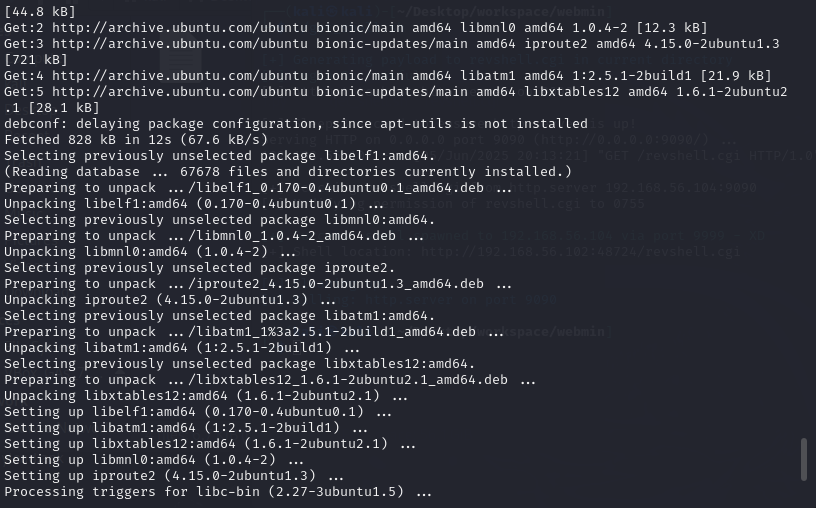 [44.8 kB]
Get:2 http://archive.ubuntu.com/ubuntu bionic/main amd64 libmnl0 amd64 1.0.4-2 [12.3 kB]
Get:3 http://archive.ubuntu.com/ubuntu bionic-updates/main amd64 iproute2 amd64 4.15.0-2ubuntu1.3
[721 kB]
Get:4 http://archive.ubuntu.com/ubuntu bionic/main amd64 libatm1 amd64 1:2.5.1-2build1 [21.9 kB]
Get:5 http://archive.ubuntu.com/ubuntu bionic-updates/main amd64 libxtables12 amd64 1.6.1-2ubuntu2
.1 [28.1 kB]
debconf: delaying package configuration, since apt-utils is not installed
Fetched 828 kB in 12s (67.6 kB/s)
Selecting previously unselected package libelf1:amd64.
(Reading database ... 67678 files and directories currently installed.)
Preparing to unpack .../libelf1_0.170-0.4ubuntu0.1_amd64.deb ...
Unpacking libelf1:amd64 (0.170-0.4ubuntu0.1) ...
Selecting previously unselected package libmnl0:amd64.
Preparing to unpack .../libmnl0_1.0.4-2_amd64.deb ...
Unpacking libmnl0:amd64 (1.0.4-2) ...
Selecting previously unselected package iproute2.
Preparing to unpack .../iproute2_4.15.0-2ubuntu1.3_amd64.deb ...
Unpacking iproute2 (4.15.0-2ubuntu1.3) ...
Selecting previously unselected package libatm1:amd64.
Preparing to unpack .../libatm1_1%3a2.5.1-2build1_amd64.deb ...
Unpacking libatm1:amd64 (1:2.5.1-2build1) ...
Selecting previously unselected package libxtables12:amd64.
Preparing to unpack .../libxtables12_1.6.1-2ubuntu2.1_amd64.deb ...
Unpacking libxtables12:amd64 (1.6.1-2ubuntu2.1) ...
Setting up libelf1:amd64 (0.170-0.4ubuntu0.1) ...
Setting up libatm1:amd64 (1:2.5.1-2build1) ...
Setting up libxtables12:amd64 (1.6.1-2ubuntu2.1) ...
Setting up libmnl0:amd64 (1.0.4-2) ...
Setting up iproute2 (4.15.0-2ubuntu1.3) ...
Processing triggers for libc-bin (2.27-3ubuntu1.5) ...